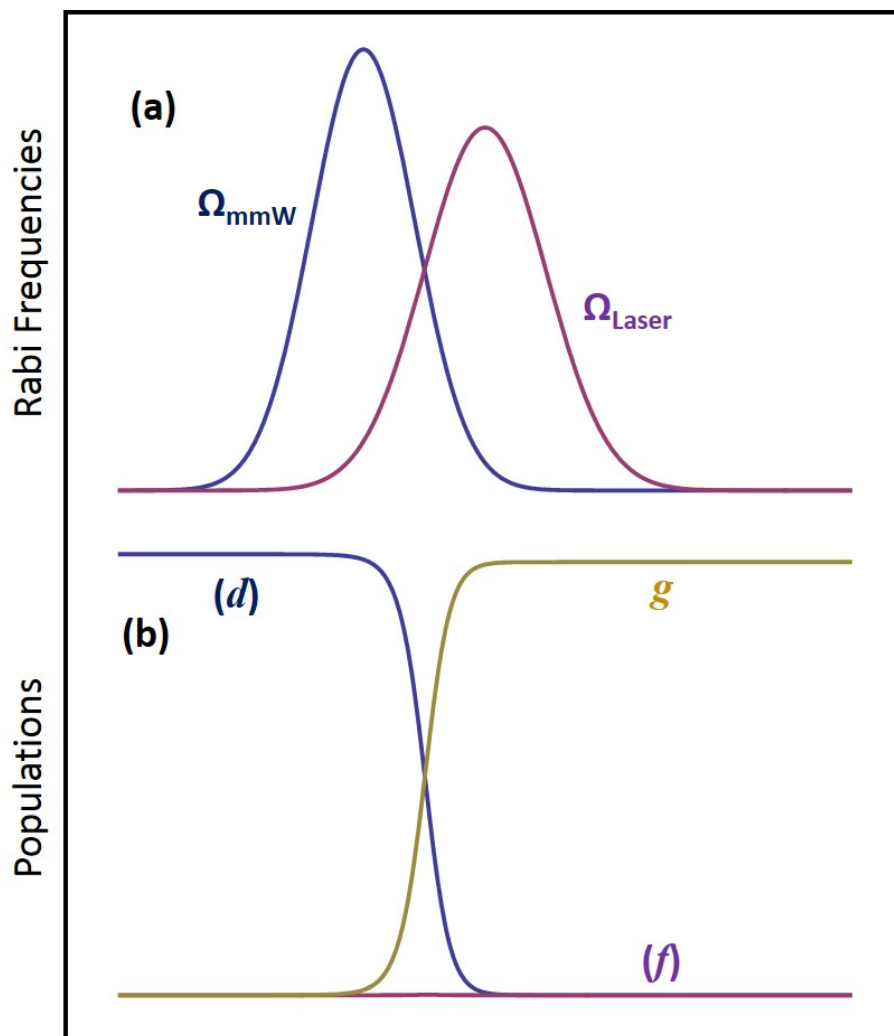 Rabi Frequencies
(a)
Ω_mmW
Ω_Laser
Populations
(d)
g
(b)
(f)